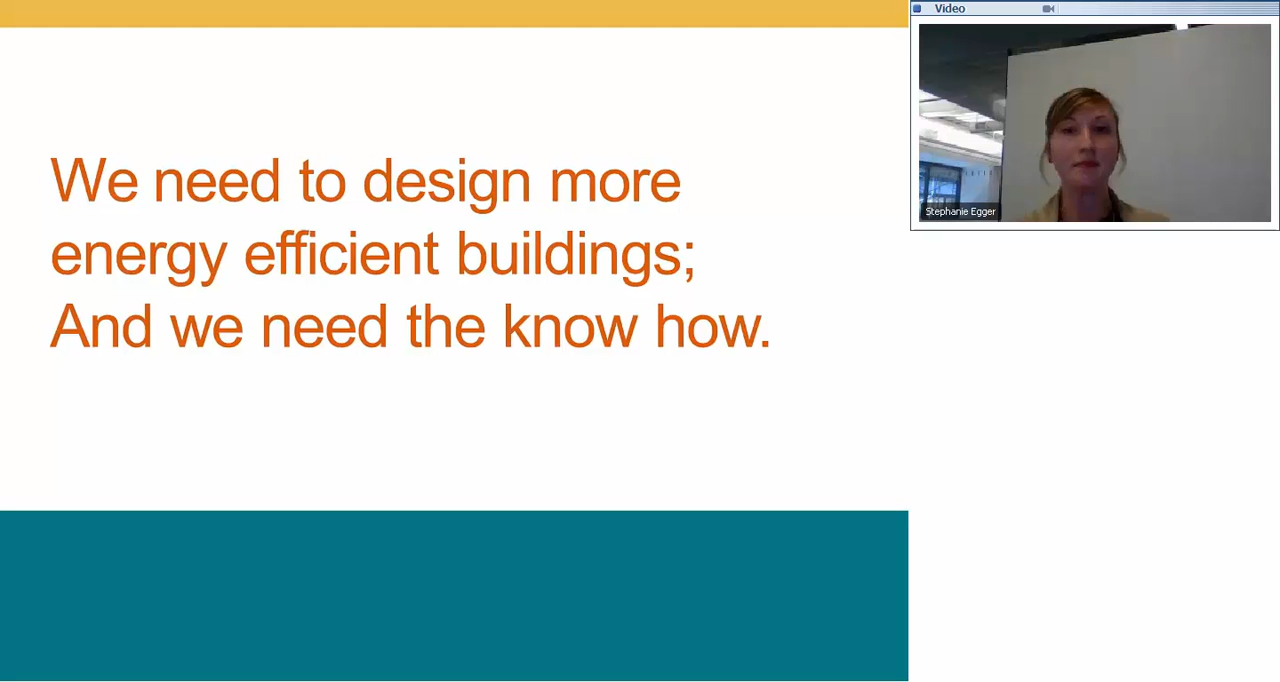 We need to design more
energy efficient buildings;
And we need the know how.
Video
Stephanie Egger